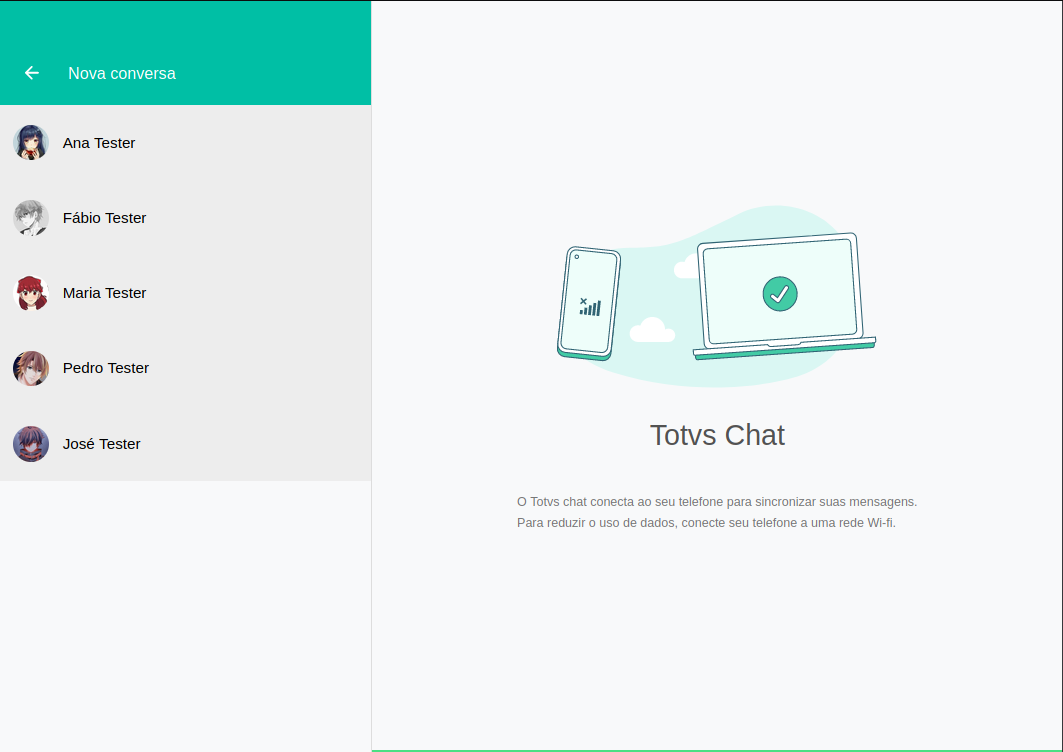 Nova conversa
Ana Tester
Fábio Tester
Maria Tester
Pedro Tester
José Tester
Totvs Chat
O Totvs chat conecta ao seu telefone para sincronizar suas mensagens.
Para reduzir o uso de dados, conecte seu telefone a uma rede Wi-fi.